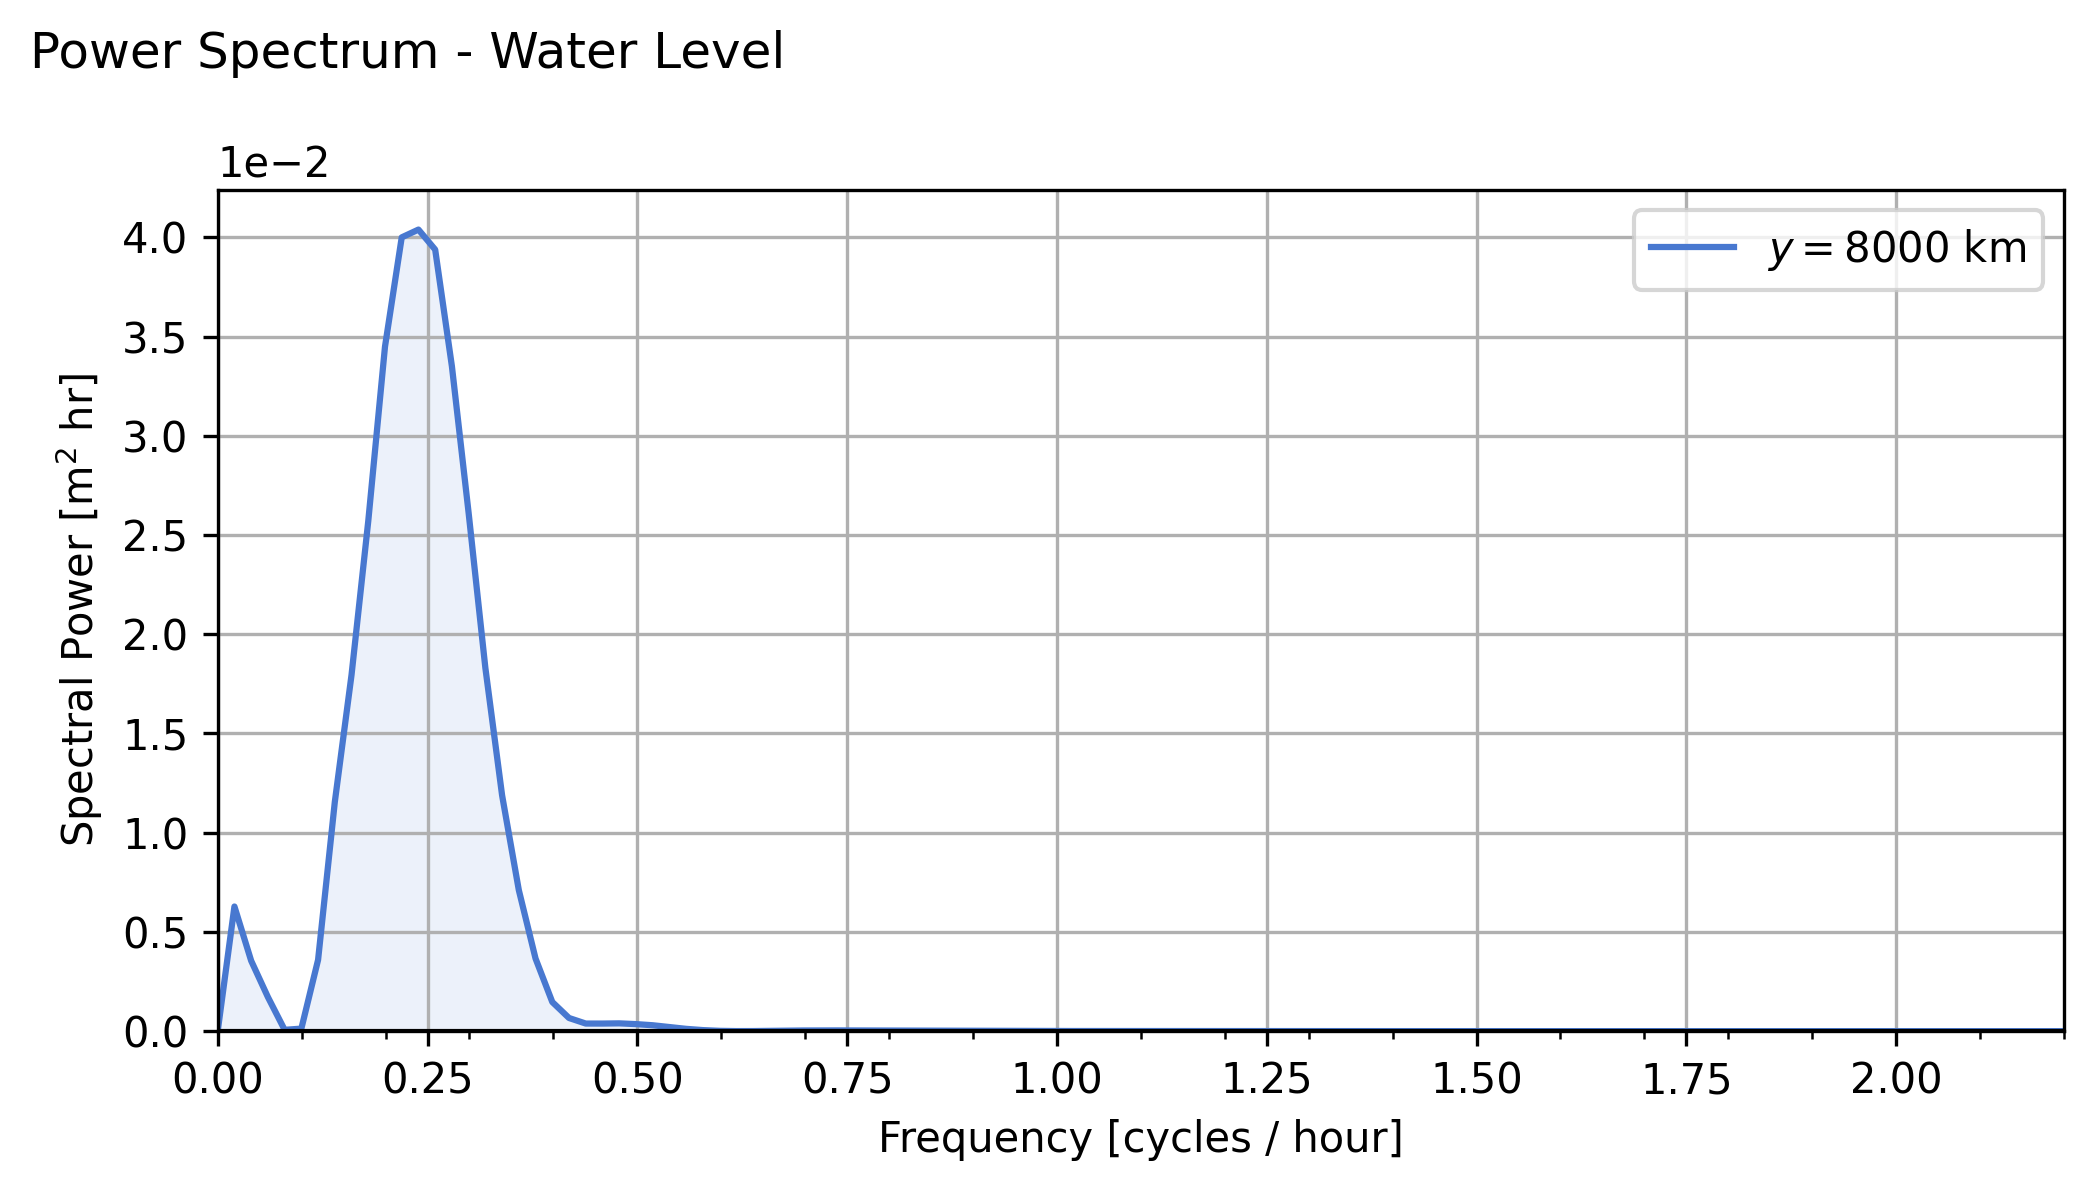 Power Spectrum - Water Level
1e−2
4.0
3.5
3.0
2.5
2.0
1.5
1.0
0.5
0.0
Spectral Power [m² hr]
y = 8000 km
0.00 0.25 0.50 0.75 1.00 1.25 1.50 1.75 2.00
Frequency [cycles / hour]